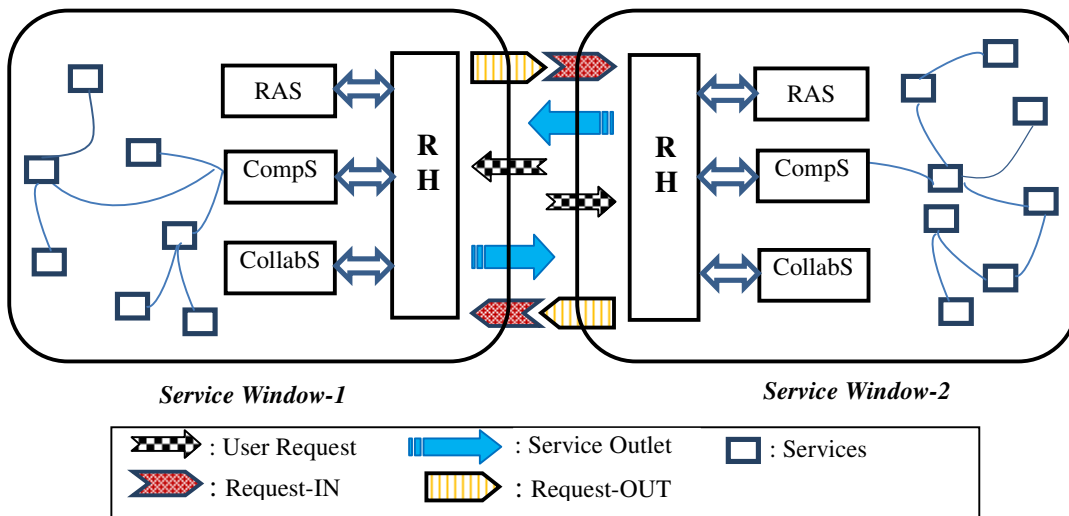 RAS
CompS
CollabS
R
H
R
H
RAS
CompS
CollabS
Service Window-1
Service Window-2
: User Request
: Service Outlet
: Services
: Request-IN
: Request-OUT